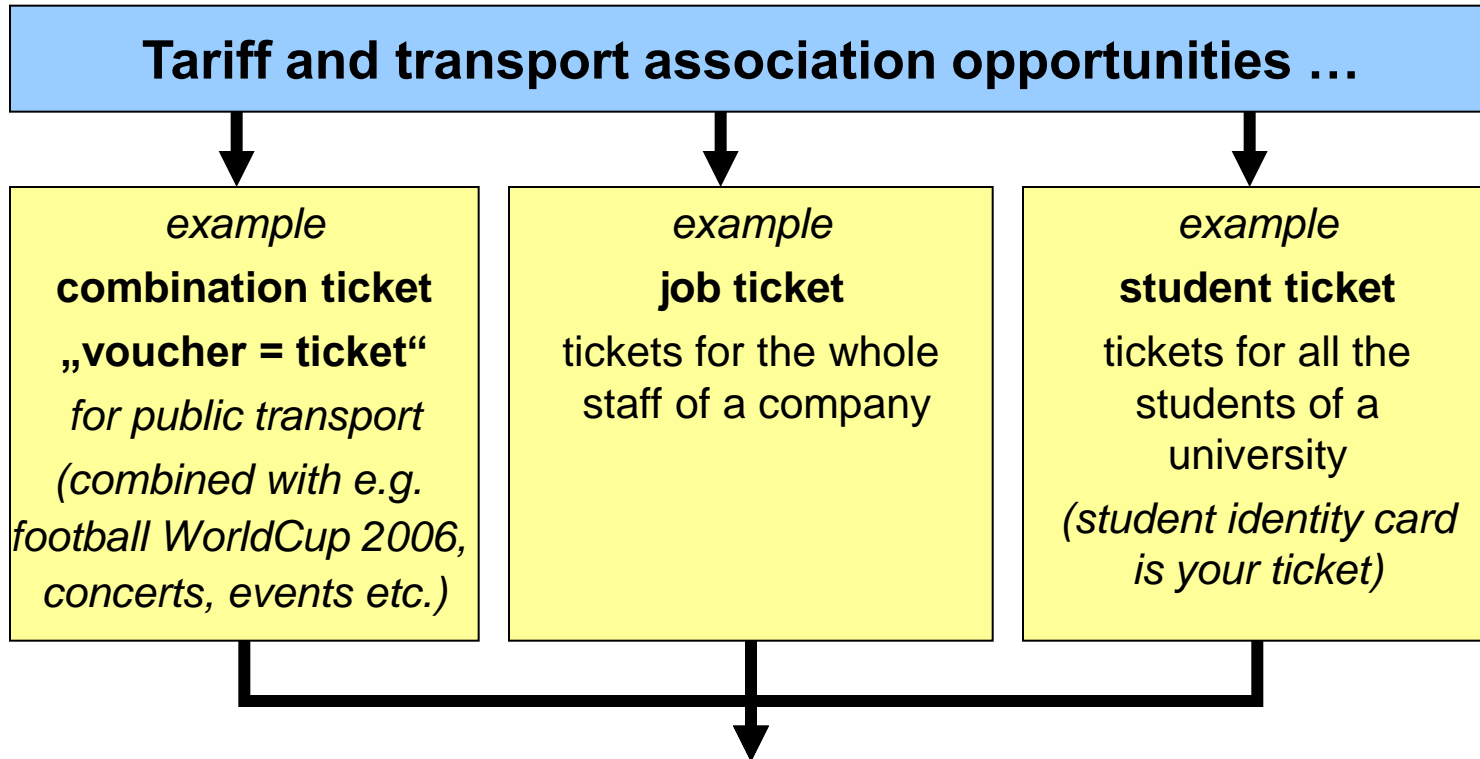 Tariff and transport association opportunities …
example
combination ticket
„voucher = ticket“
for public transport
(combined with e.g.
football WorldCup 2006,
concerts, events etc.)
example
job ticket
tickets for the whole
staff of a company
example
student ticket
tickets for all the
students of a
university
(student identity card
is your ticket)